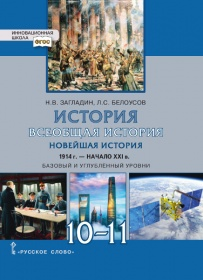 ИННОВАЦИОННАЯ
ШКОЛА
ФГОС
Н.В. ЗАГЛАДИН, Л.С. БЕЛОУСОВ
ИСТОРИЯ
ВСЕОБЩАЯ ИСТОРИЯ
НОВЕЙШАЯ ИСТОРИЯ
1914 г. — НАЧАЛО XXI в.
БАЗОВЫЙ И УГЛУБЛЁННЫЙ УРОВНИ
10–11
«РУССКОЕ СЛОВО»